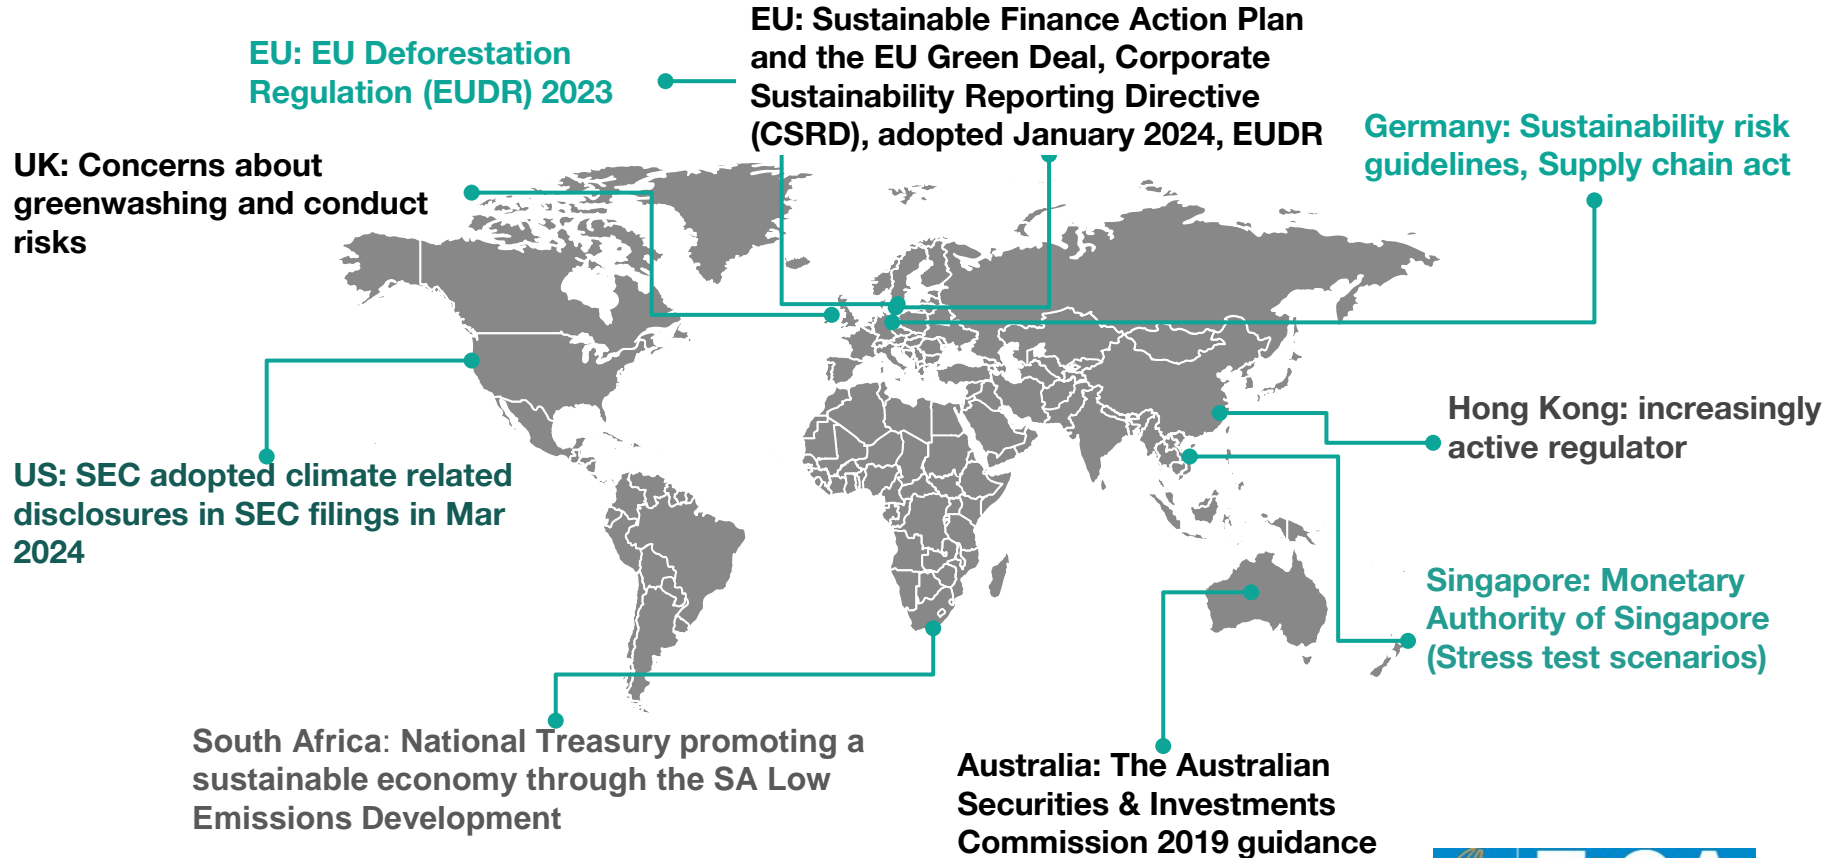 EU: EU Deforestation
Regulation (EUDR) 2023
EU: Sustainable Finance Action Plan
and the EU Green Deal, Corporate
Sustainability Reporting Directive
(CSRD), adopted January 2024, EUDR
Germany: Sustainability risk
guidelines, Supply chain act
UK: Concerns about
greenwashing and conduct
risks
Hong Kong: increasingly
active regulator
US: SEC adopted climate related
disclosures in SEC filings in Mar
2024
Singapore: Monetary
Authority of Singapore
(Stress test scenarios)
South Africa: National Treasury promoting a
sustainable economy through the SA Low
Emissions Development
Australia: The Australian
Securities & Investments
Commission 2019 guidance